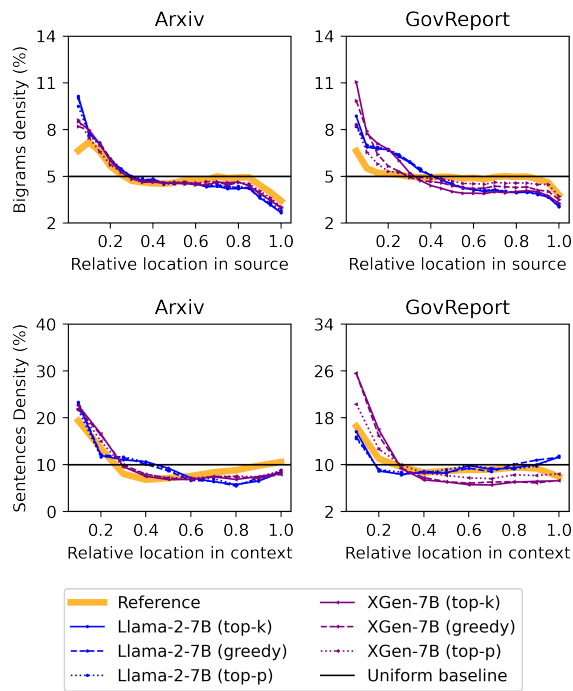 Arxiv
GovReport
Bigrams density (%)
14
11
8
5
2
14
11
8
5
2
0.2 0.4 0.6 0.8 1.0
0.2 0.4 0.6 0.8 1.0
Relative location in source
Relative location in source
Arxiv
GovReport
Sentences Density (%)
40
30
20
10
0
34
26
18
10
2
0.2 0.4 0.6 0.8 1.0
0.2 0.4 0.6 0.8 1.0
Relative location in context
Relative location in context
Reference
Llama-2-7B (top-k)
Llama-2-7B (greedy)
Llama-2-7B (top-p)
XGen-7B (top-k)
XGen-7B (greedy)
XGen-7B (top-p)
Uniform baseline